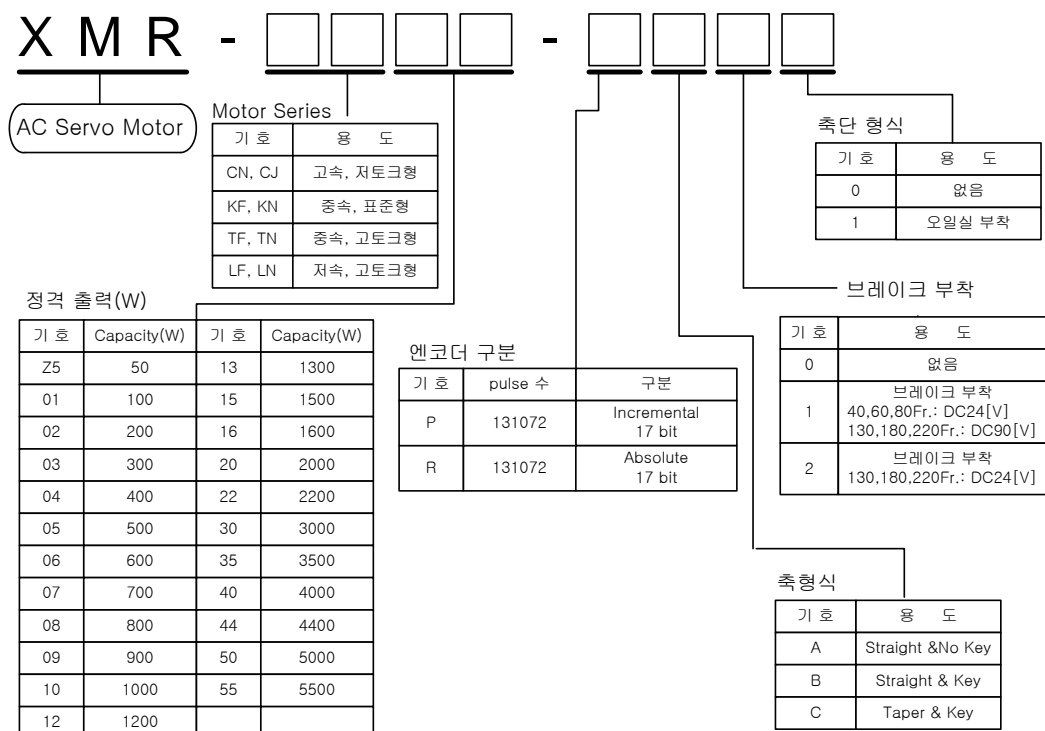 X M R - □□□□ - □□□□
AC Servo Motor
Motor Series
기 호 용 도
CN, CJ 고속, 저토크형
KF, KN 중속, 표준형
TF, TN 중속, 고토크형
LF, LN 저속, 고토크형
축단 형식
기 호 용 도
0 없음
1 오일실 부착
브레이크 부착
기 호 용 도
0 없음
1 브레이크 부착
40,60,80Fr.: DC24[V]
130,180,220Fr.: DC90[V]
2 브레이크 부착
130,180,220Fr.: DC24[V]
정격 출력(W)
기 호 Capacity(W) 기 호 Capacity(W)
Z5 50 13 1300
01 100 15 1500
02 200 16 1600
03 300 20 2000
04 400 22 2200
05 500 30 3000
06 600 35 3500
07 700 40 4000
08 800 44 4400
09 900 50 5000
10 1000 55 5500
12 1200
엔코더 구분
기 호 pulse 수 구분
P 131072 Incremental
17 bit
R 131072 Absolute
17 bit
축형식
기 호 용 도
A Straight &No Key
B Straight & Key
C Taper & Key